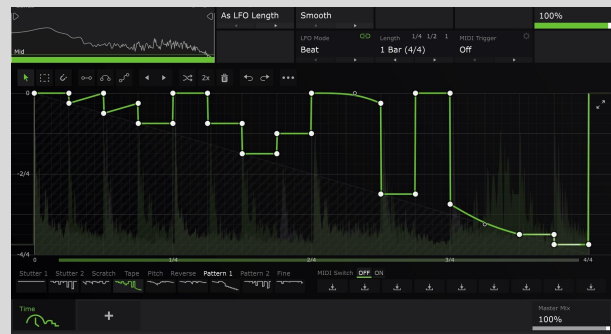 As LFO Length Smooth 100%
LFO Mode Length 1/4 1/2 1 MIDI Trigger
Mid Beat 1 Bar (4/4) Off
2x
0
-2/4
-4/4
0 1/4 2/4 3/4 4/4
Stutter 1 Stutter 2 Scratch Tape Pitch Reverse Pattern 1 Pattern 2 Fine MIDI Switch OFF ON
Time Master Mix
+ 100%